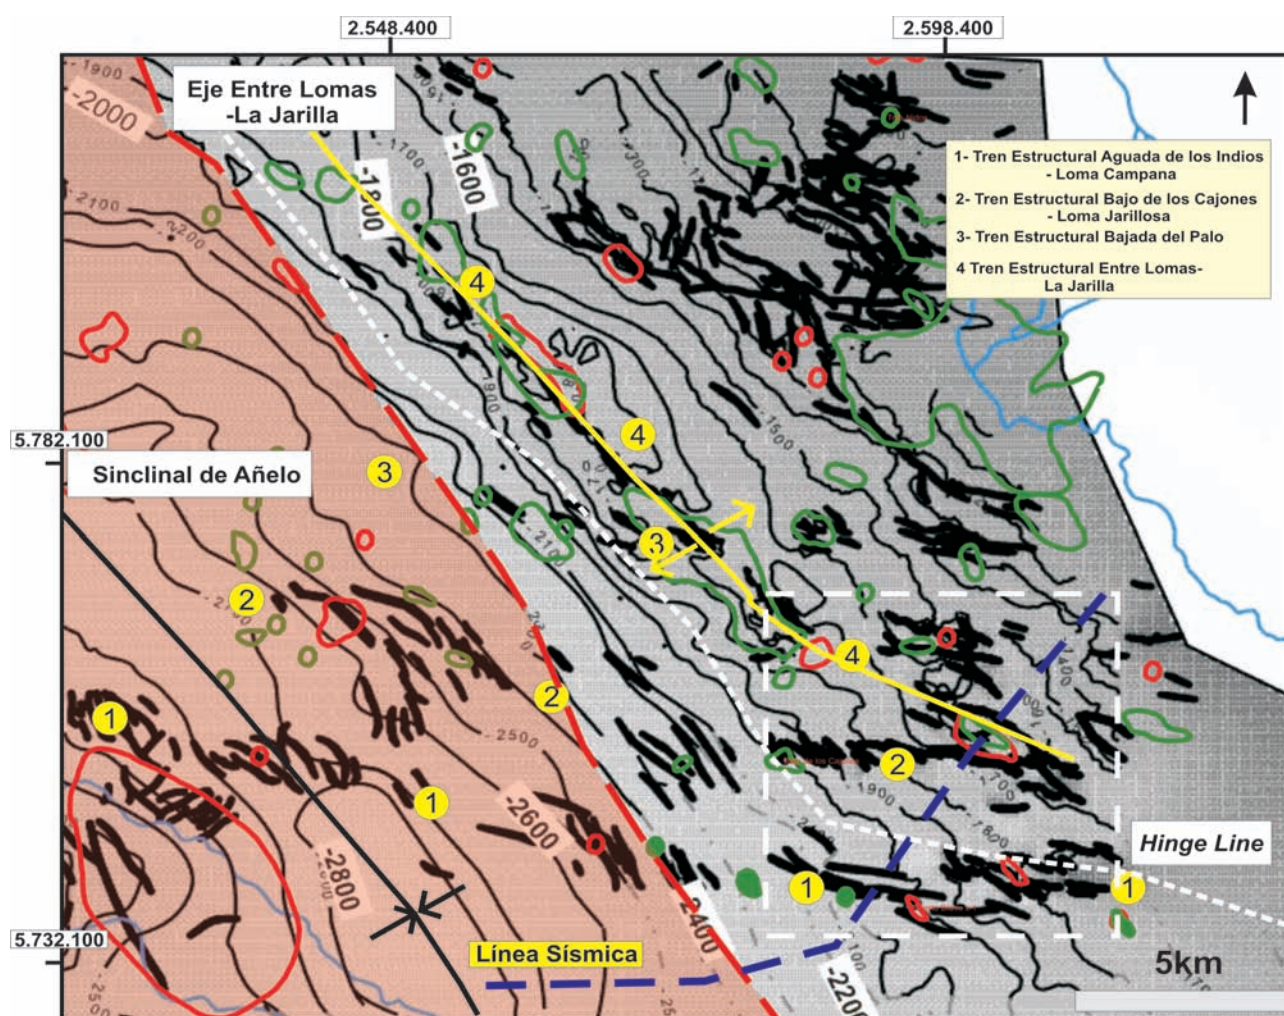 2.548.400
2.598.400
-1900
-2000
Eje Entre Lomas
-La Jarilla
-1700
-1600
-1800
1- Tren Estructural Aguada de los Indios
- Loma Campana
2- Tren Estructural Bajo de los Cajones
- Loma Jarillosa
3- Tren Estructural Bajada del Palo
4 Tren Estructural Entre Lomas-
La Jarilla
-2100
-2200
4
-1900
-1500
4
5.782.100
3
Sinclinal de Añelo
-2100
3
2
4
-1400
2
1
-2500
2
1
-2600
-1900
-1800
-2800
Hinge Line
1
1
5.732.100
-2400
Línea Sísmica
5km
-2200
-2500